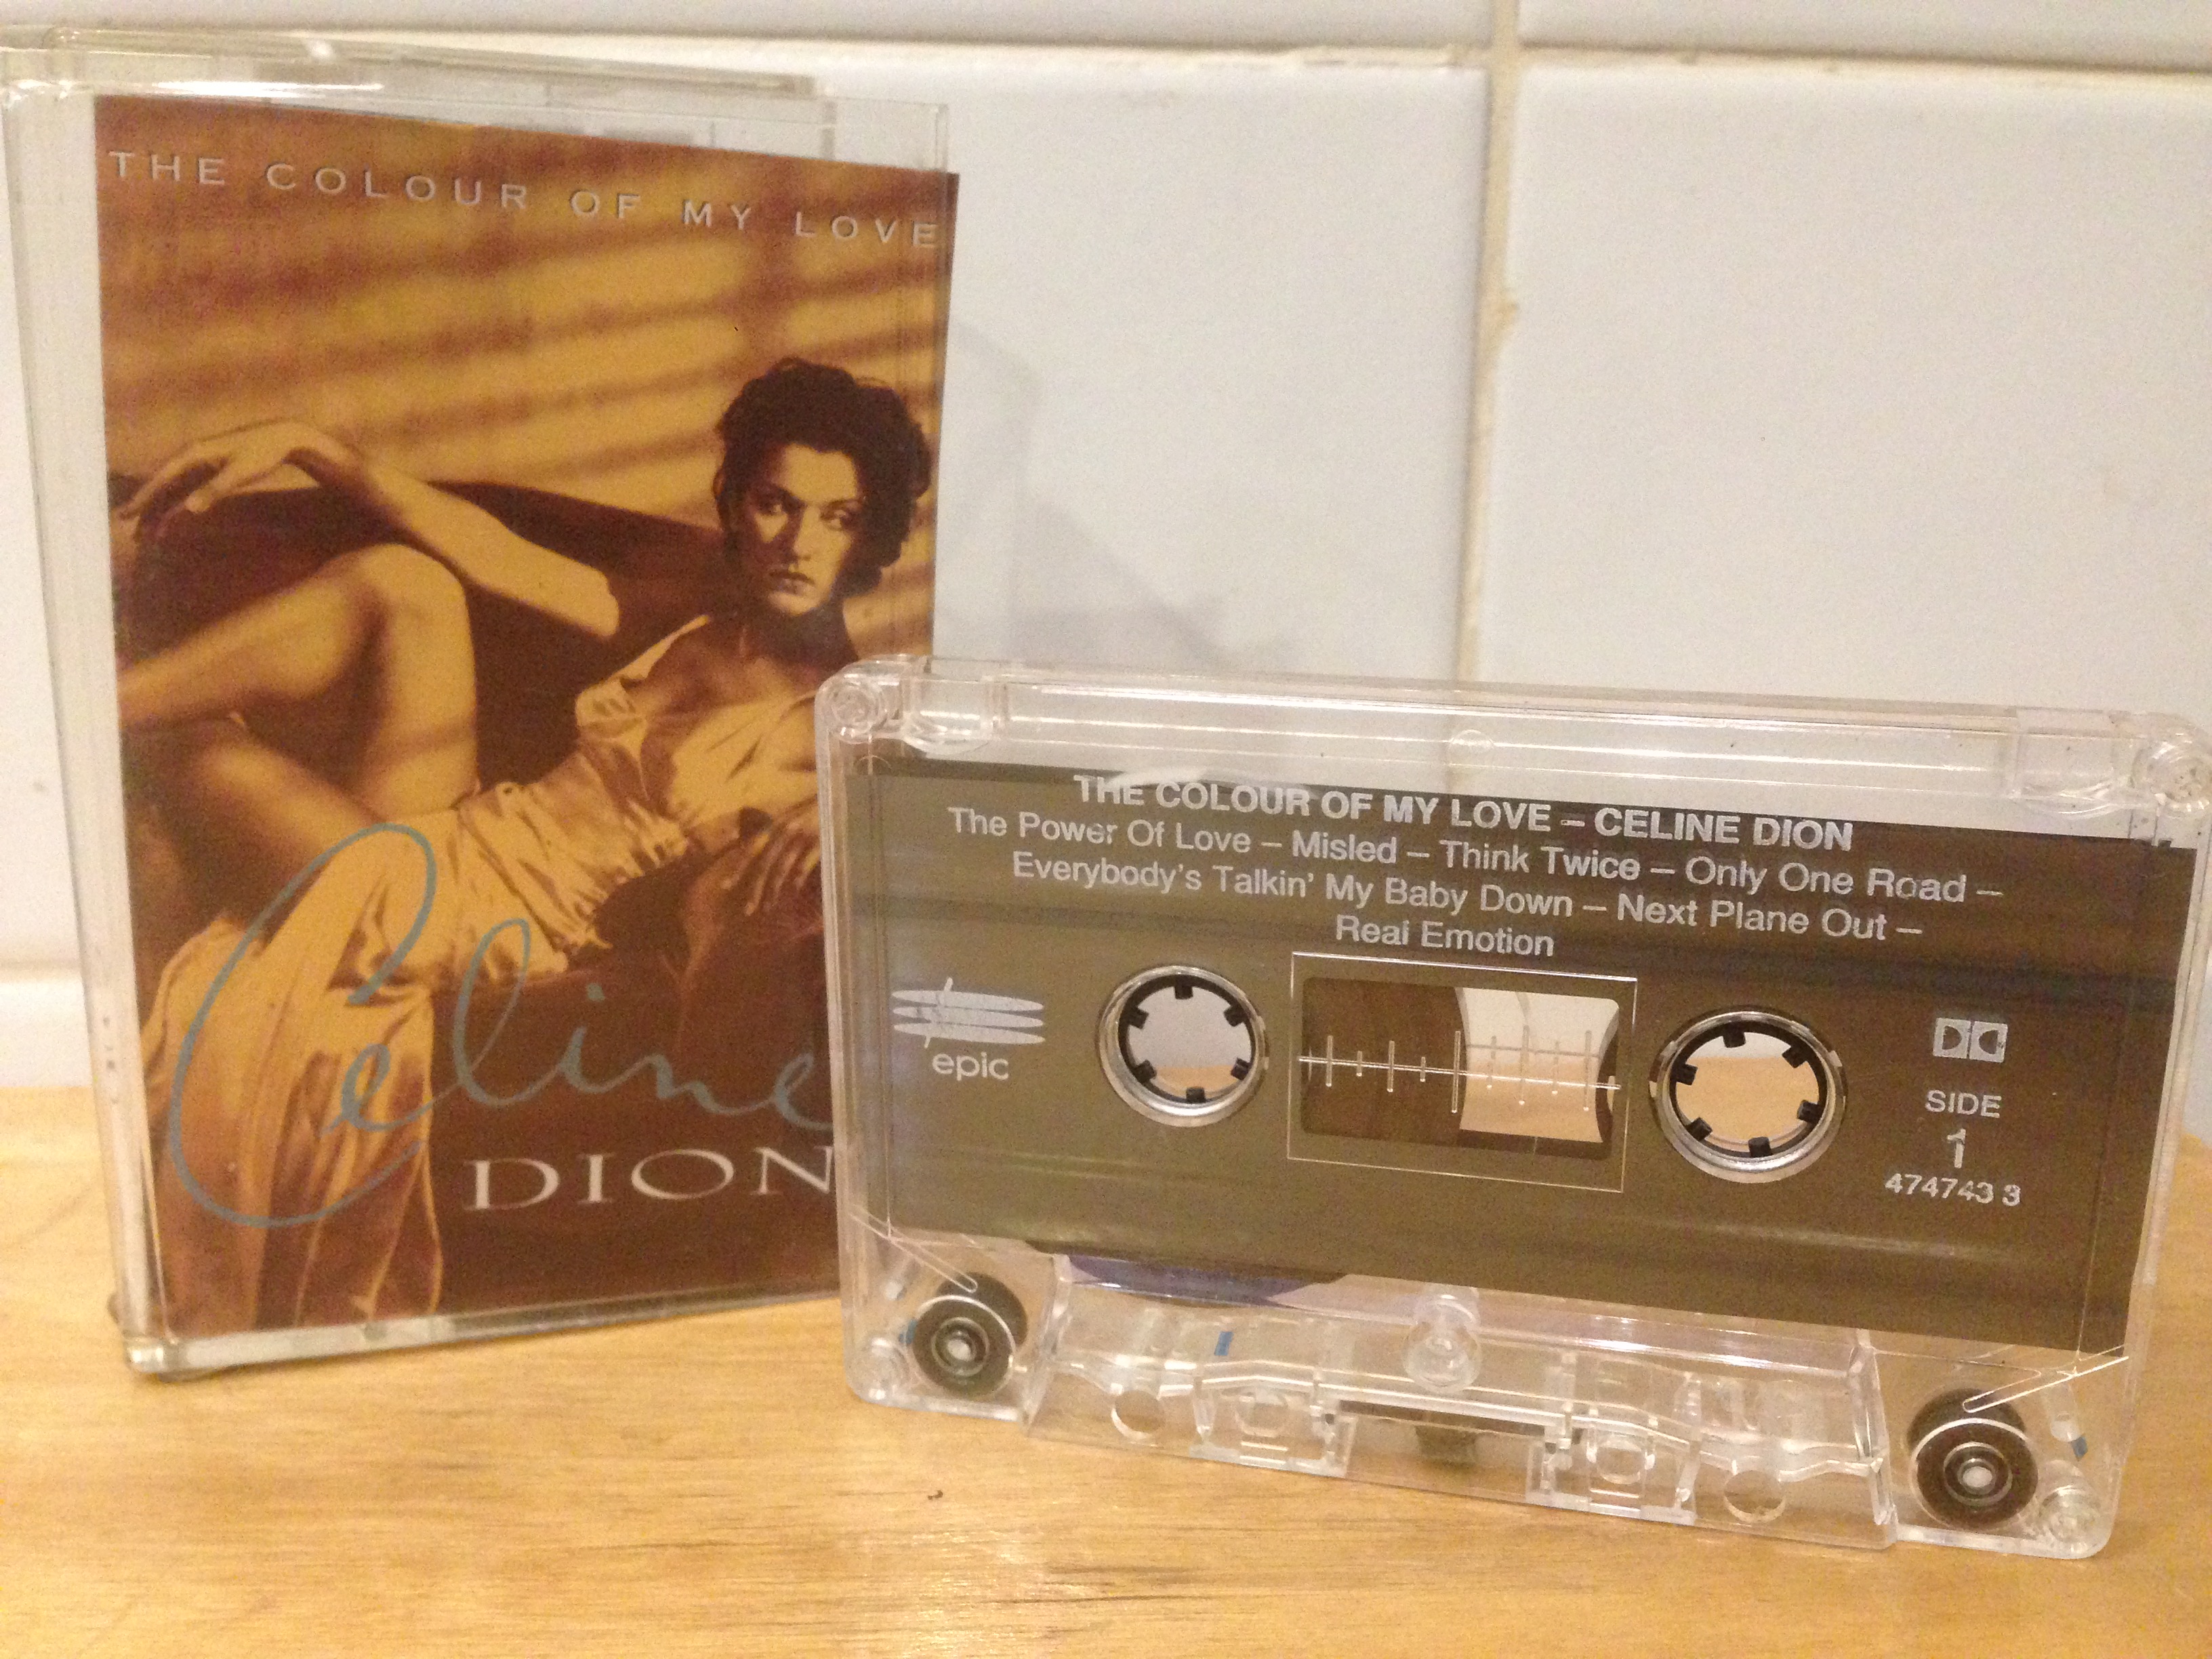 THE COLOUR OF MY LOVE
Celine
DION
THE COLOUR OF MY LOVE – CELINE DION
The Power Of Love – Misled – Think Twice – Only One Road –
Everybody's Talkin' My Baby Down – Next Plane Out –
Real Emotion
epic
SIDE
1
474743 3